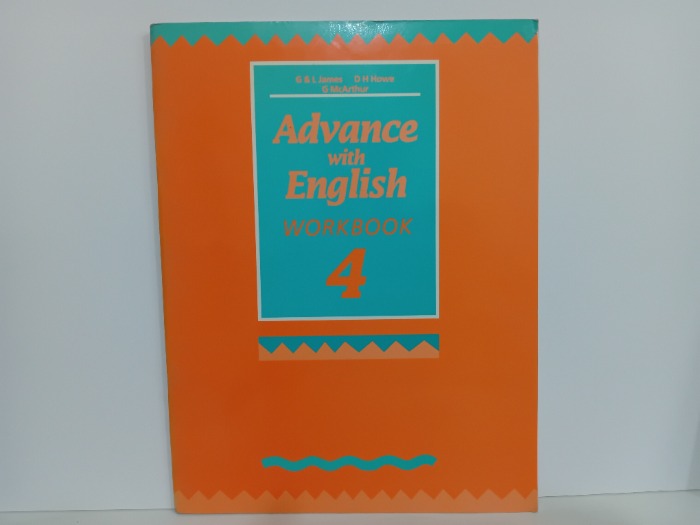 G & L James D H Howe
G McArthur
Advance
with
English
WORKBOOK
4